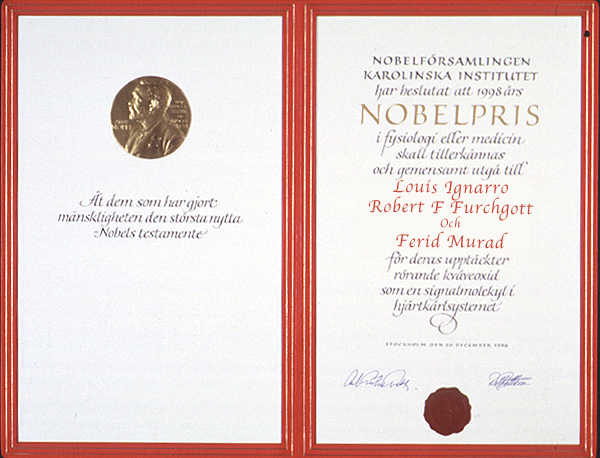 Åt dem som har gjort
mänskligheten den största nytta
Nobels testamente
NOBELFÖRSAMLINGEN
KAROLINSKA INSTITUTET
har beslutat att 1998 års
NOBELPRIS
i fysiologi eller medicin
skall tillerkännas
och gemensamt utgå till
Louis Ignarro
Robert F Furchgott
Och
Ferid Murad
för deras upptäckter
rörande kväveoxid
som en signalmolekyl i
hjärtkärlsystemet
STOCKHOLM DEN 10 DECEMBER 1998